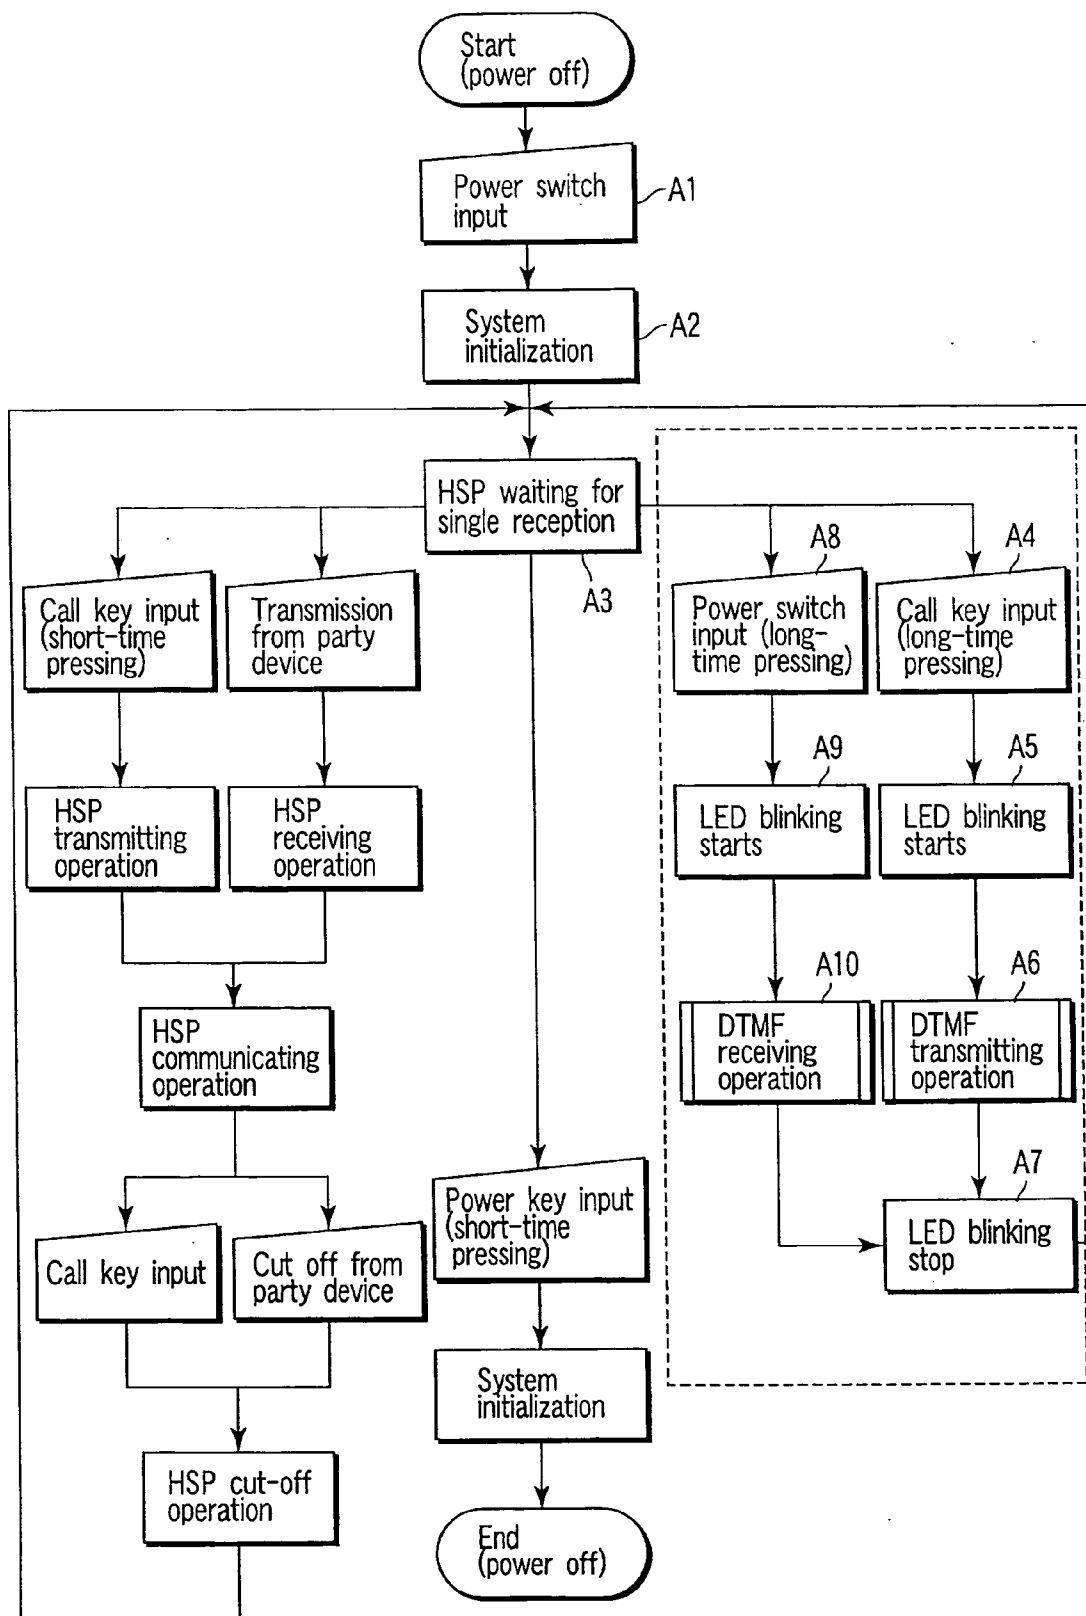 Start
(power off)
Power switch
input
A1
System
initialization
A2
HSP waiting for
single reception
A3
Call key input
(short-time
pressing)
Transmission
from party
device
A8
Power switch
input (long-
time pressing)
A4
Call key input
(long-time
pressing)
HSP
transmitting
operation
HSP
receiving
operation
A9
LED blinking
starts
A5
LED blinking
starts
HSP
communicating
operation
A10
DTMF
receiving
operation
A6
DTMF
transmitting
operation
Call key input
Cut off from
party device
Power key input
(short-time
pressing)
A7
LED blinking
stop
System
initialization
HSP cut-off
operation
End
(power off)